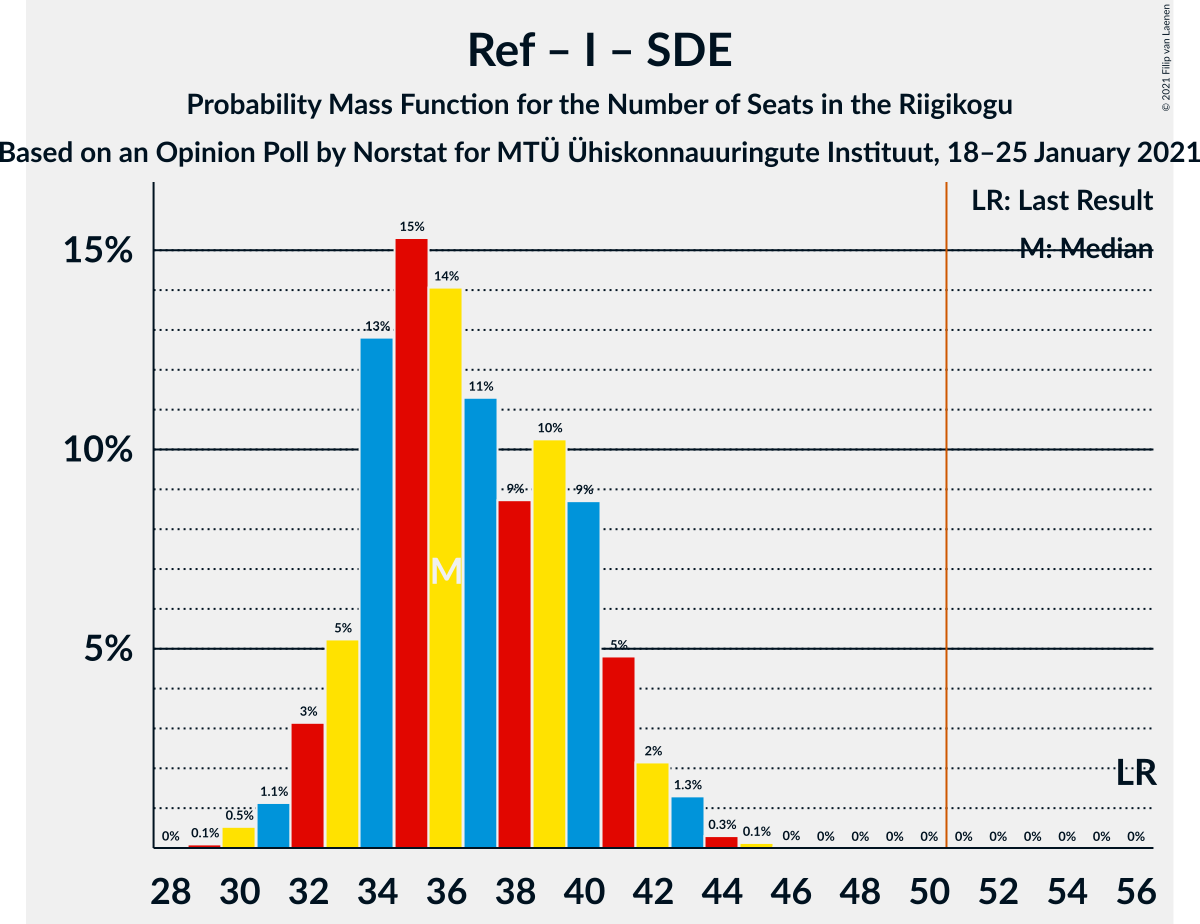 Ref – I – SDE
Probability Mass Function for the Number of Seats in the Riigikogu
Based on an Opinion Poll by Norstat for MTÜ Ühiskonnauuringute Instituut, 18–25 January 2021
© 2021 Filip van Laenen
LR: Last Result
M: Median
15%
10%
5%
0% 0.1% 0.5% 1.1% 3% 5% 13% 15% 14% 11% 9% 10% 9% 5% 2% 1.3% 0.3% 0.1% 0% 0% 0% 0% 0% 0% 0% 0% 0% 0% 0%
M
LR
28 30 32 34 36 38 40 42 44 46 48 50 52 54 56